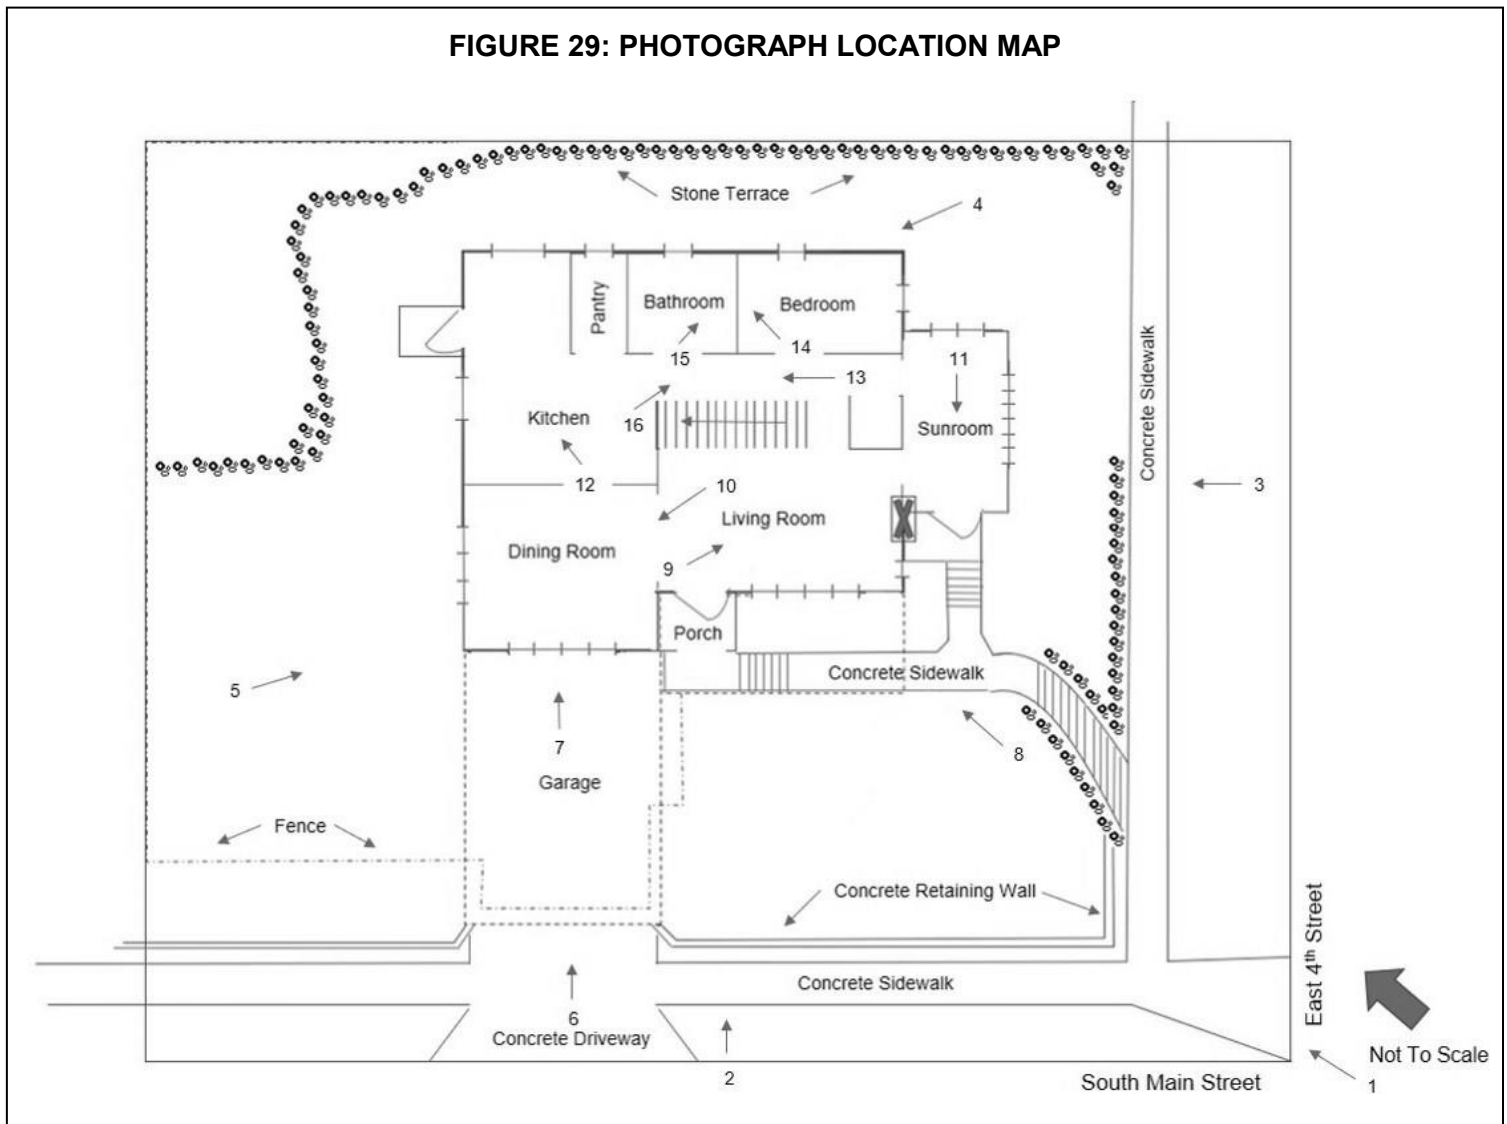 FIGURE 29: PHOTOGRAPH LOCATION MAP
Stone Terrace
4
Pantry
Bathroom
Bedroom
15
14
11
13
Concrete Sidewalk
Kitchen
16
Sunroom
12
10
3
Living Room
Dining Room
9
Porch
Concrete Sidewalk
5
7
8
Garage
Fence
Concrete Retaining Wall
East 4th Street
Concrete Sidewalk
6
Concrete Driveway
2
Not To Scale
South Main Street
1